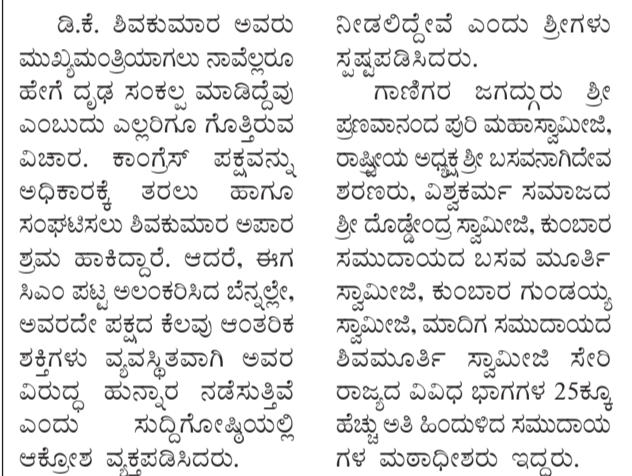 ಡಿ.ಕೆ. ಶಿವಕುಮಾರ ಅವರು
ಮುಖ್ಯಮಂತ್ರಿಯಾಗಲು ನಾವೆಲ್ಲರೂ
ಹೇಗೆ ದೃಢ ಸಂಕಲ್ಪ ಮಾಡಿದ್ದೆವು
ಎಂಬುದು ಎಲ್ಲರಿಗೂ ಗೊತ್ತಿರುವ
ವಿಚಾರ. ಕಾಂಗ್ರೆಸ್ ಪಕ್ಷವನ್ನು
ಅಧಿಕಾರಕ್ಕೆ ತರಲು ಹಾಗೂ
ಸಂಘಟಿಸಲು ಶಿವಕುಮಾರ ಅಪಾರ
ಶ್ರಮ ಹಾಕಿದ್ದಾರೆ. ಆದರೆ, ಈಗ
ಸಿಎಂ ಪಟ್ಟ ಅಲಂಕರಿಸಿದ ಬೆನ್ನಲ್ಲೇ,
ಅವರದೇ ಪಕ್ಷದ ಕೆಲವು ಆಂತರಿಕ
ಶಕ್ತಿಗಳು ವ್ಯವಸ್ಥಿತವಾಗಿ ಅವರ
ವಿರುದ್ಧ ಹುನ್ನಾರ ನಡೆಸುತ್ತಿವೆ
ಎಂದು ಸುದ್ದಿಗೋಷ್ಠಿಯಲ್ಲಿ
ಆಕ್ರೋಶ ವ್ಯಕ್ತಪಡಿಸಿದರು.
ನೀಡಲಿದ್ದೇವೆ ಎಂದು ಶ್ರೀಗಳು
ಸ್ಪಷ್ಟಪಡಿಸಿದರು.
ಗಾಣಿಗರ ಜಗದ್ಗುರು ಶ್ರೀ
ಪ್ರಣವಾನಂದ ಪುರಿ ಮಹಾಸ್ವಾಮೀಜಿ,
ರಾಷ್ಟ್ರೀಯ ಅಧ್ಯಕ್ಷ ಶ್ರೀ ಬಸವನಾಗಿದೇವ
ಶರಣರು, ವಿಶ್ವಕರ್ಮ ಸಮಾಜದ
ಶ್ರೀ ದೊಡ್ಡೇಂದ್ರ ಸ್ವಾಮೀಜಿ, ಕುಂಬಾರ
ಸಮುದಾಯದ ಬಸವ ಮೂರ್ತಿ
ಸ್ವಾಮೀಜಿ, ಕುಂಬಾರ ಗುಂಡಯ್ಯ
ಸ್ವಾಮೀಜಿ, ಮಾದಿಗ ಸಮುದಾಯದ
ಶಿವಮೂರ್ತಿ ಸ್ವಾಮೀಜಿ ಸೇರಿ
ರಾಜ್ಯದ ವಿವಿಧ ಭಾಗಗಳ 25ಕ್ಕೂ
ಹೆಚ್ಚು ಅತಿ ಹಿಂದುಳಿದ ಸಮುದಾಯ
ಗಳ ಮಠಾಧೀಶರು ಇದ್ದರು.